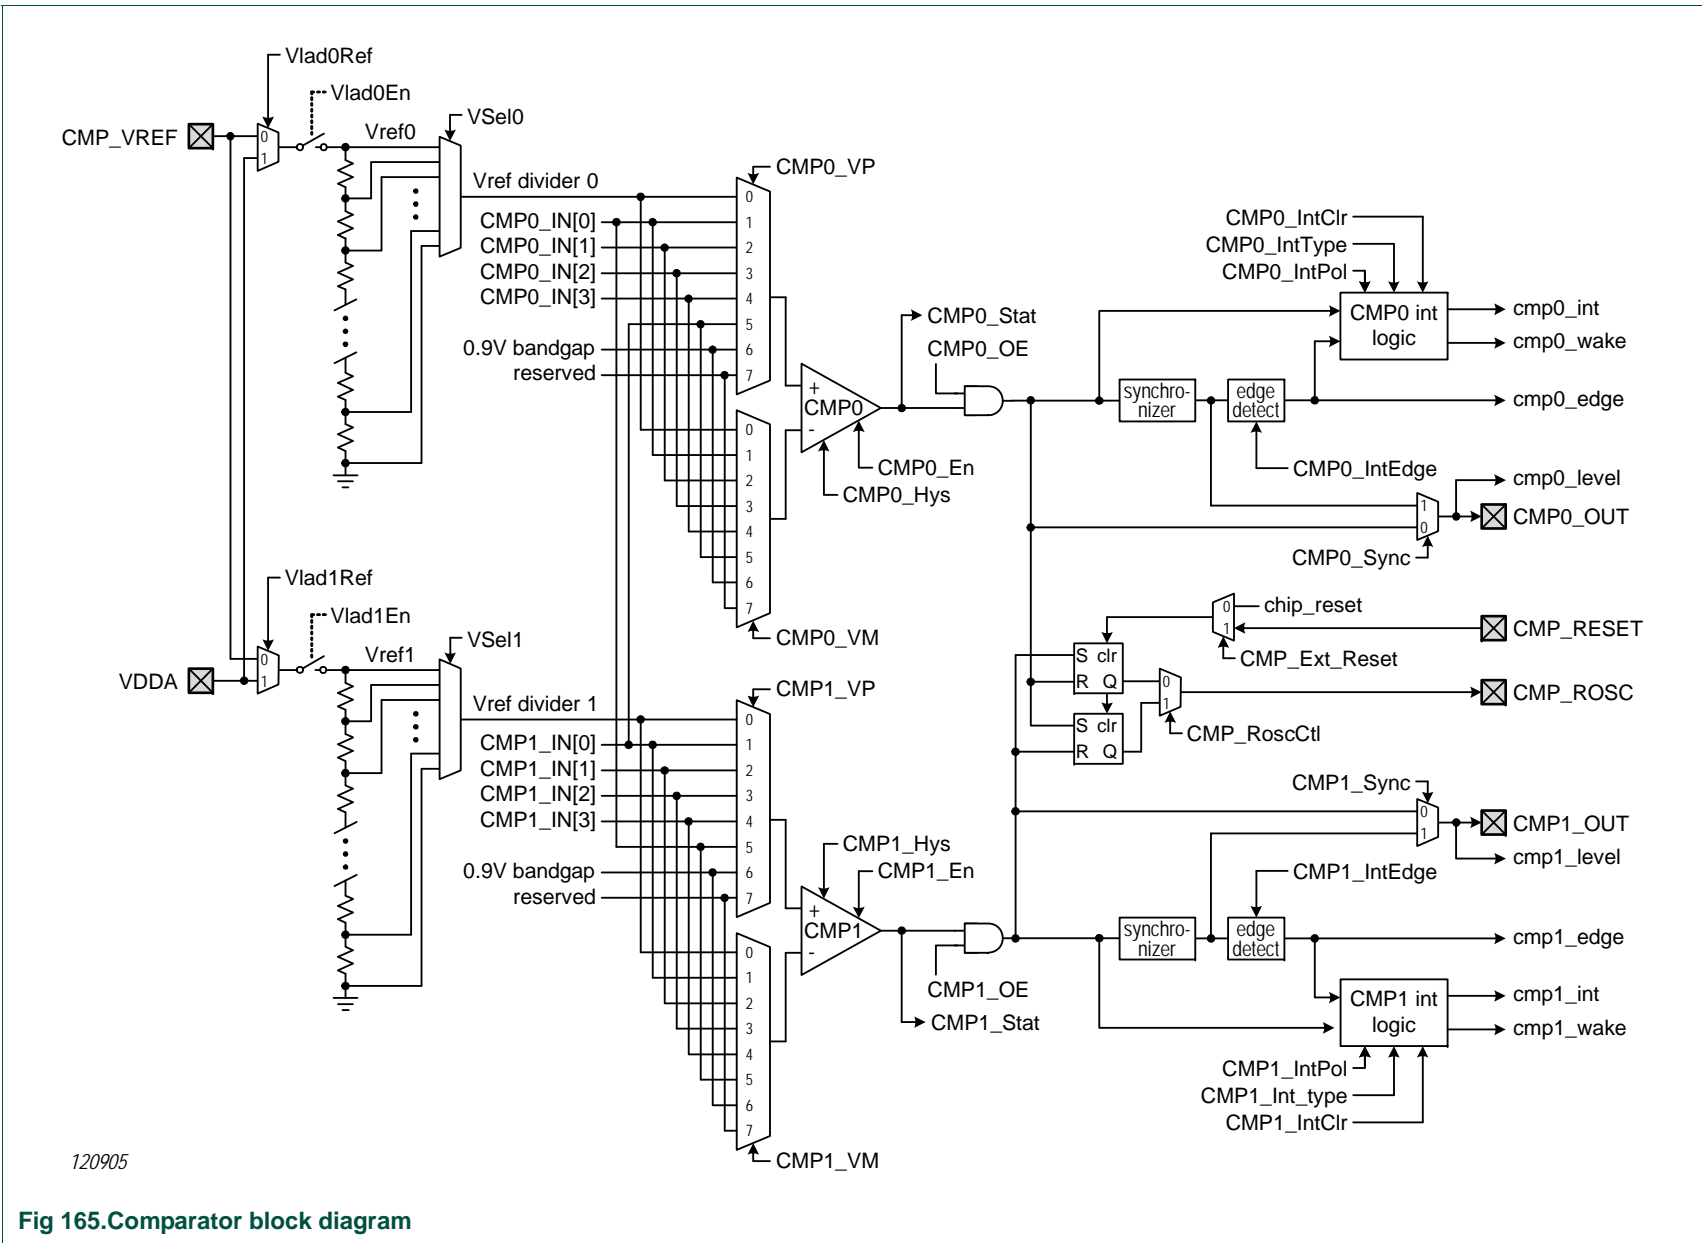 Vlad0Ref
Vlad0En
VSel0
CMP_VREF
0
1
Vref0
Vref divider 0
CMP0_IN[0]
CMP0_IN[1]
CMP0_IN[2]
CMP0_IN[3]
0.9V bandgap
reserved
CMP0_VP
0
1
2
3
4
5
6
7
0
1
2
3
4
5
6
7
CMP0_VM
+
CMP0
-
CMP0_En
CMP0_Hys
CMP0_Stat
CMP0_OE
CMP0_IntClr
CMP0_IntType
CMP0_IntPol
CMP0 int
logic
cmp0_int
cmp0_wake
synchro-
nizer
edge
detect
cmp0_edge
CMP0_IntEdge
cmp0_level
1
0
CMP0_OUT
CMP0_Sync
0
1
chip_reset
CMP_RESET
CMP_Ext_Reset
S clr
R Q
0
1
CMP_ROSC
S clr
R Q
CMP_RoscCtl
Vlad1Ref
Vlad1En
VSel1
VDDA
0
1
Vref1
Vref divider 1
CMP1_IN[0]
CMP1_IN[1]
CMP1_IN[2]
CMP1_IN[3]
0.9V bandgap
reserved
CMP1_VP
0
1
2
3
4
5
6
7
0
1
2
3
4
5
6
7
CMP1_VM
CMP1_Hys
CMP1_En
+
CMP1
-
CMP1_OE
CMP1_Stat
CMP1_Sync
0
1
CMP1_OUT
cmp1_level
CMP1_IntEdge
synchro-
nizer
edge
detect
cmp1_edge
CMP1 int
logic
cmp1_int
cmp1_wake
CMP1_IntPol
CMP1_Int_type
CMP1_IntClr
120905
Fig 165.Comparator block diagram